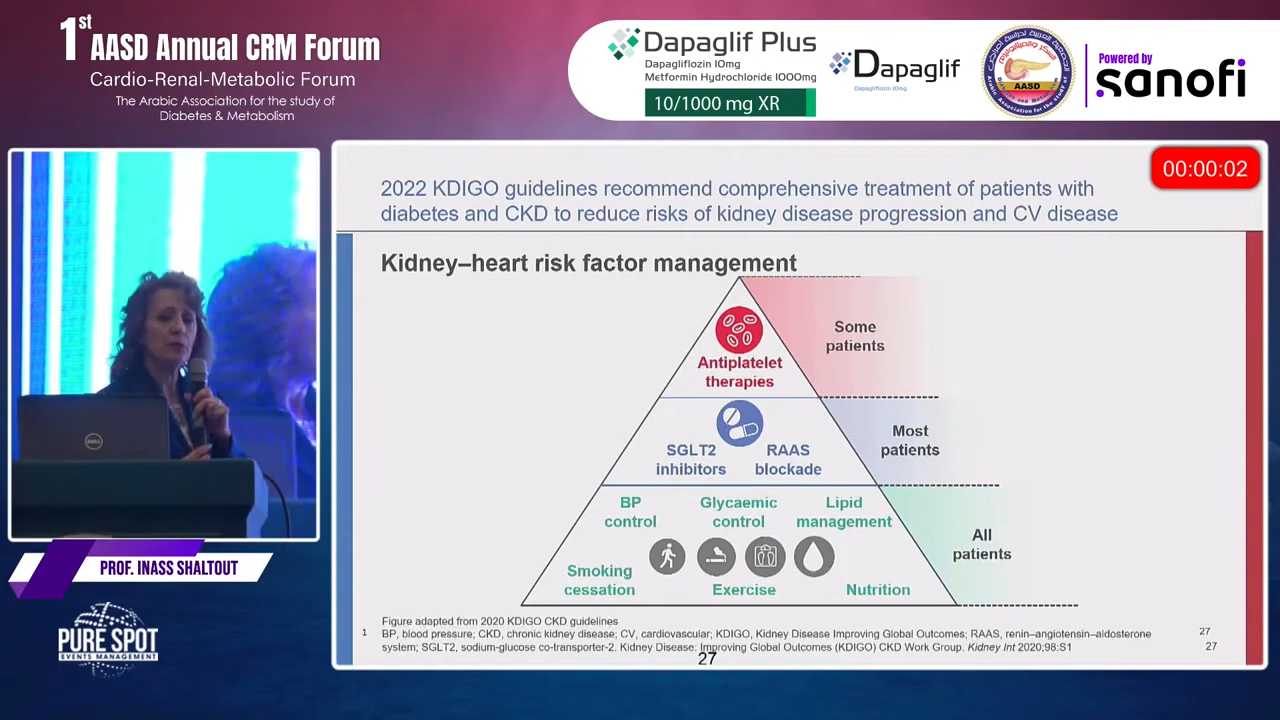 1st
AASD Annual CRM Forum
Cardio-Renal-Metabolic Forum
The Arabic Association for the study of
Diabetes & Metabolism
Dapaglif Plus
Dapagliflozin 10mg
Metformin Hydrochloride 1000mg
10/1000 mg XR
Dapaglif
Dapagliflozin 10mg
AASD
Powered by
sanofi
00:00:02
2022 KDIGO guidelines recommend comprehensive treatment of patients with
diabetes and CKD to reduce risks of kidney disease progression and CV disease
Kidney–heart risk factor management
Antiplatelet
therapies
Some
patients
SGLT2
inhibitors
RAAS
blockade
Most
patients
BP
control
Glycaemic
control
Lipid
management
All
patients
Smoking
cessation
Exercise
Nutrition
Figure adapted from 2020 KDIGO CKD guidelines
1
BP, blood pressure; CKD, chronic kidney disease; CV, cardiovascular; KDIGO, Kidney Disease Improving Global Outcomes; RAAS, renin–angiotensin–aldosterone
system; SGLT2, sodium-glucose co-transporter-2. Kidney Disease: Improving Global Outcomes (KDIGO) CKD Work Group. Kidney Int 2020;98:S1
27
27
27
DELL
PROF. INASS SHALTOUT
PURE SPOT
EVENTS MANAGEMENT